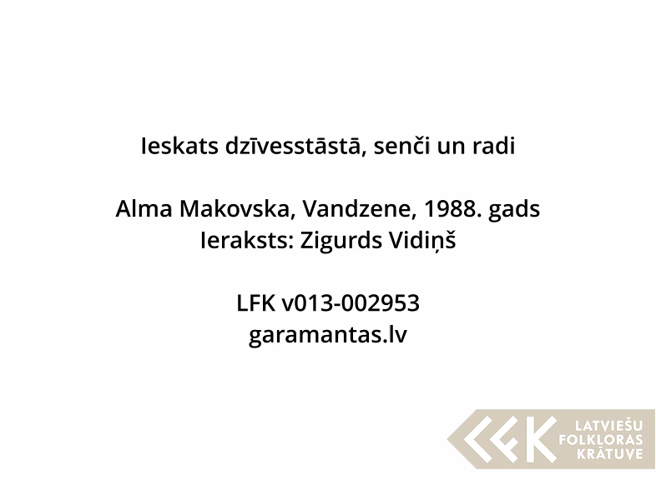 Ieskats dzīvesstāstā, senči un radi
Alma Makovska, Vandzene, 1988. gads
Ieraksts: Zigurds Vidiņš
LFK v013-002953
garamantas.lv
LFK
LATVIEŠU
FOLKLORAS
KRĀTUVE